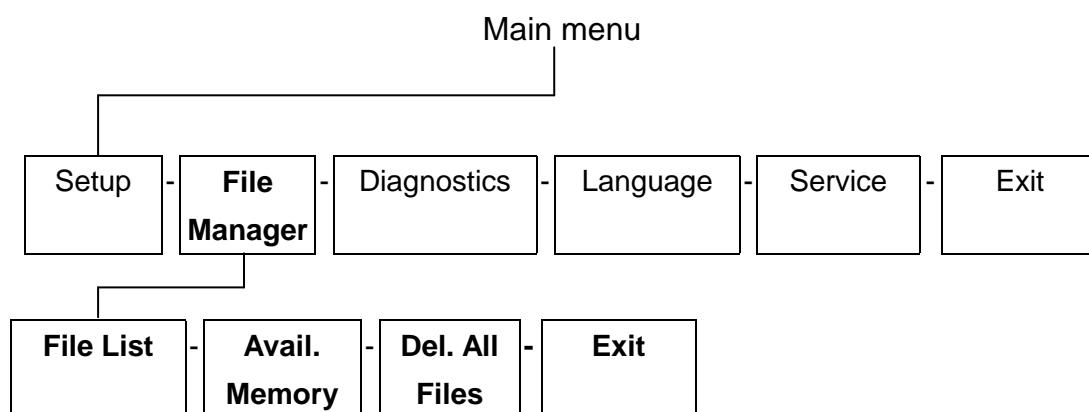 Main menu
Setup - File - Diagnostics - Language - Service - Exit
Manager
File List - Avail. - Del. All - Exit
Memory Files